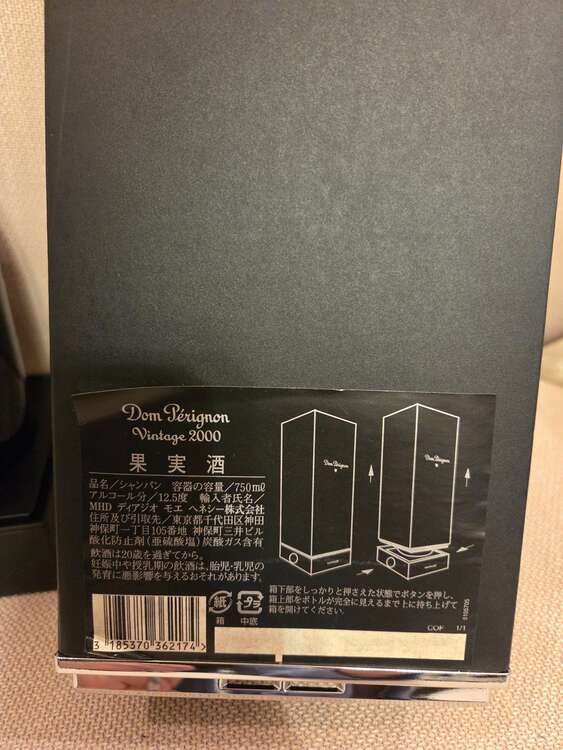 Dom Pérignon
Vintage 2000
果実酒
品名／シャンパン 容器の容量／750mℓ
アルコール分／12.5度 輸入者氏名／
MHD ディアジオ モエ ヘネシー株式会社
住所及び引取先／東京都千代田区神田
神保町一丁目105番地 神保町三井ビル
酸化防止剤(亜硫酸塩)炭酸ガス含有
飲酒は20歳を過ぎてから。
妊娠中や授乳期の飲酒は、胎児・乳児の
発育に悪影響を与えるおそれがあります。
3 185370 362174
紙
箱
プラ
中底
Dom Pérignon
箱下部をしっかりと押さえた状態でボタンを押し、
箱上部をボトルが完全に見えるまで上に持ち上げて
箱を開けてください。
COF 1/1